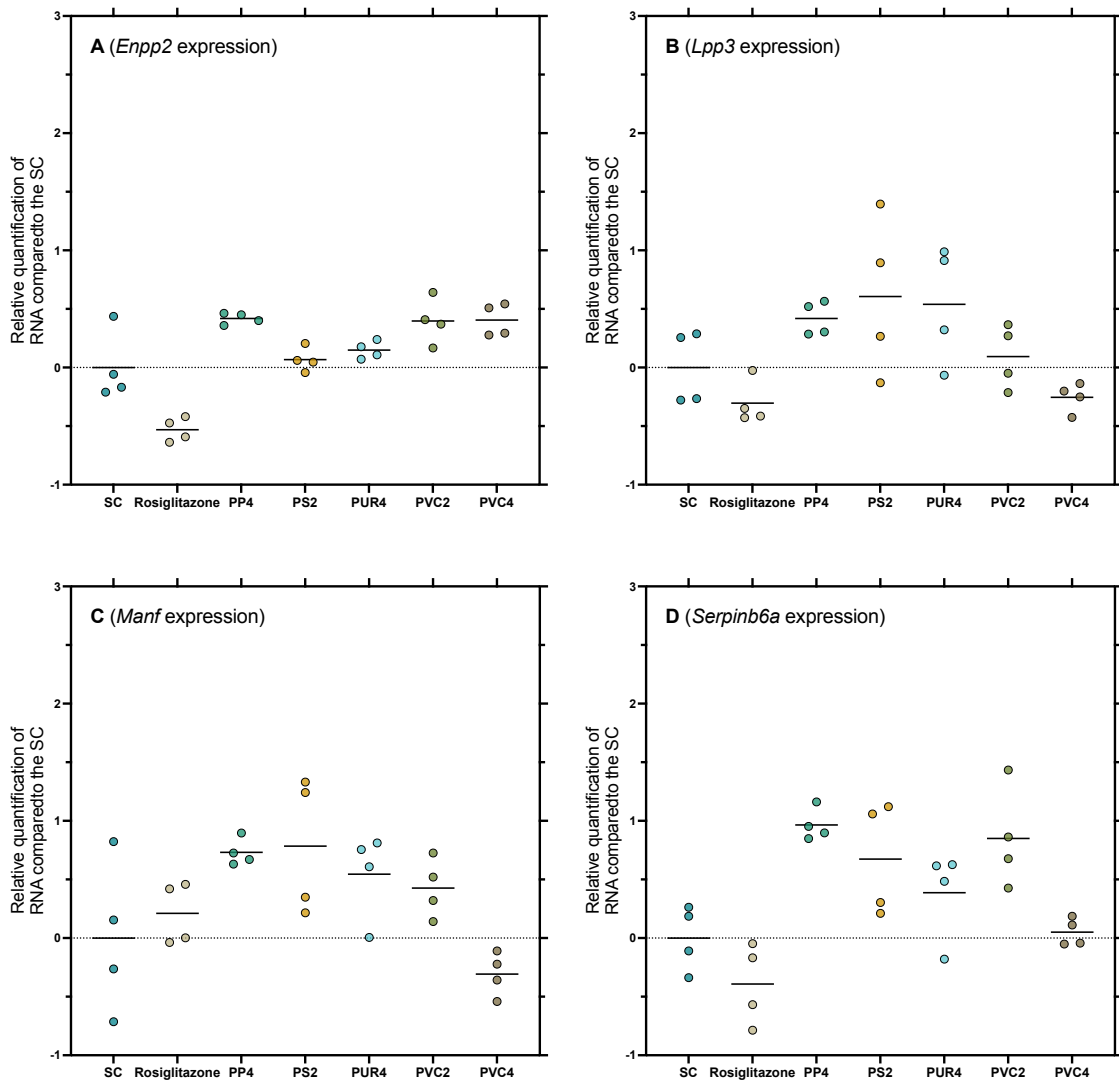 A (Enpp2 expression)
Relative quantification of
RNA comparedto the SC
3
2
1
0
-1
SC Rosiglitazone PP4 PS2 PUR4 PVC2 PVC4
B (Lpp3 expression)
Relative quantification of
RNA comparedto the SC
3
2
1
0
-1
SC Rosiglitazone PP4 PS2 PUR4 PVC2 PVC4
C (Manf expression)
Relative quantification of
RNA comparedto the SC
3
2
1
0
-1
SC Rosiglitazone PP4 PS2 PUR4 PVC2 PVC4
D (Serpinb6a expression)
Relative quantification of
RNA comparedto the SC
3
2
1
0
-1
SC Rosiglitazone PP4 PS2 PUR4 PVC2 PVC4